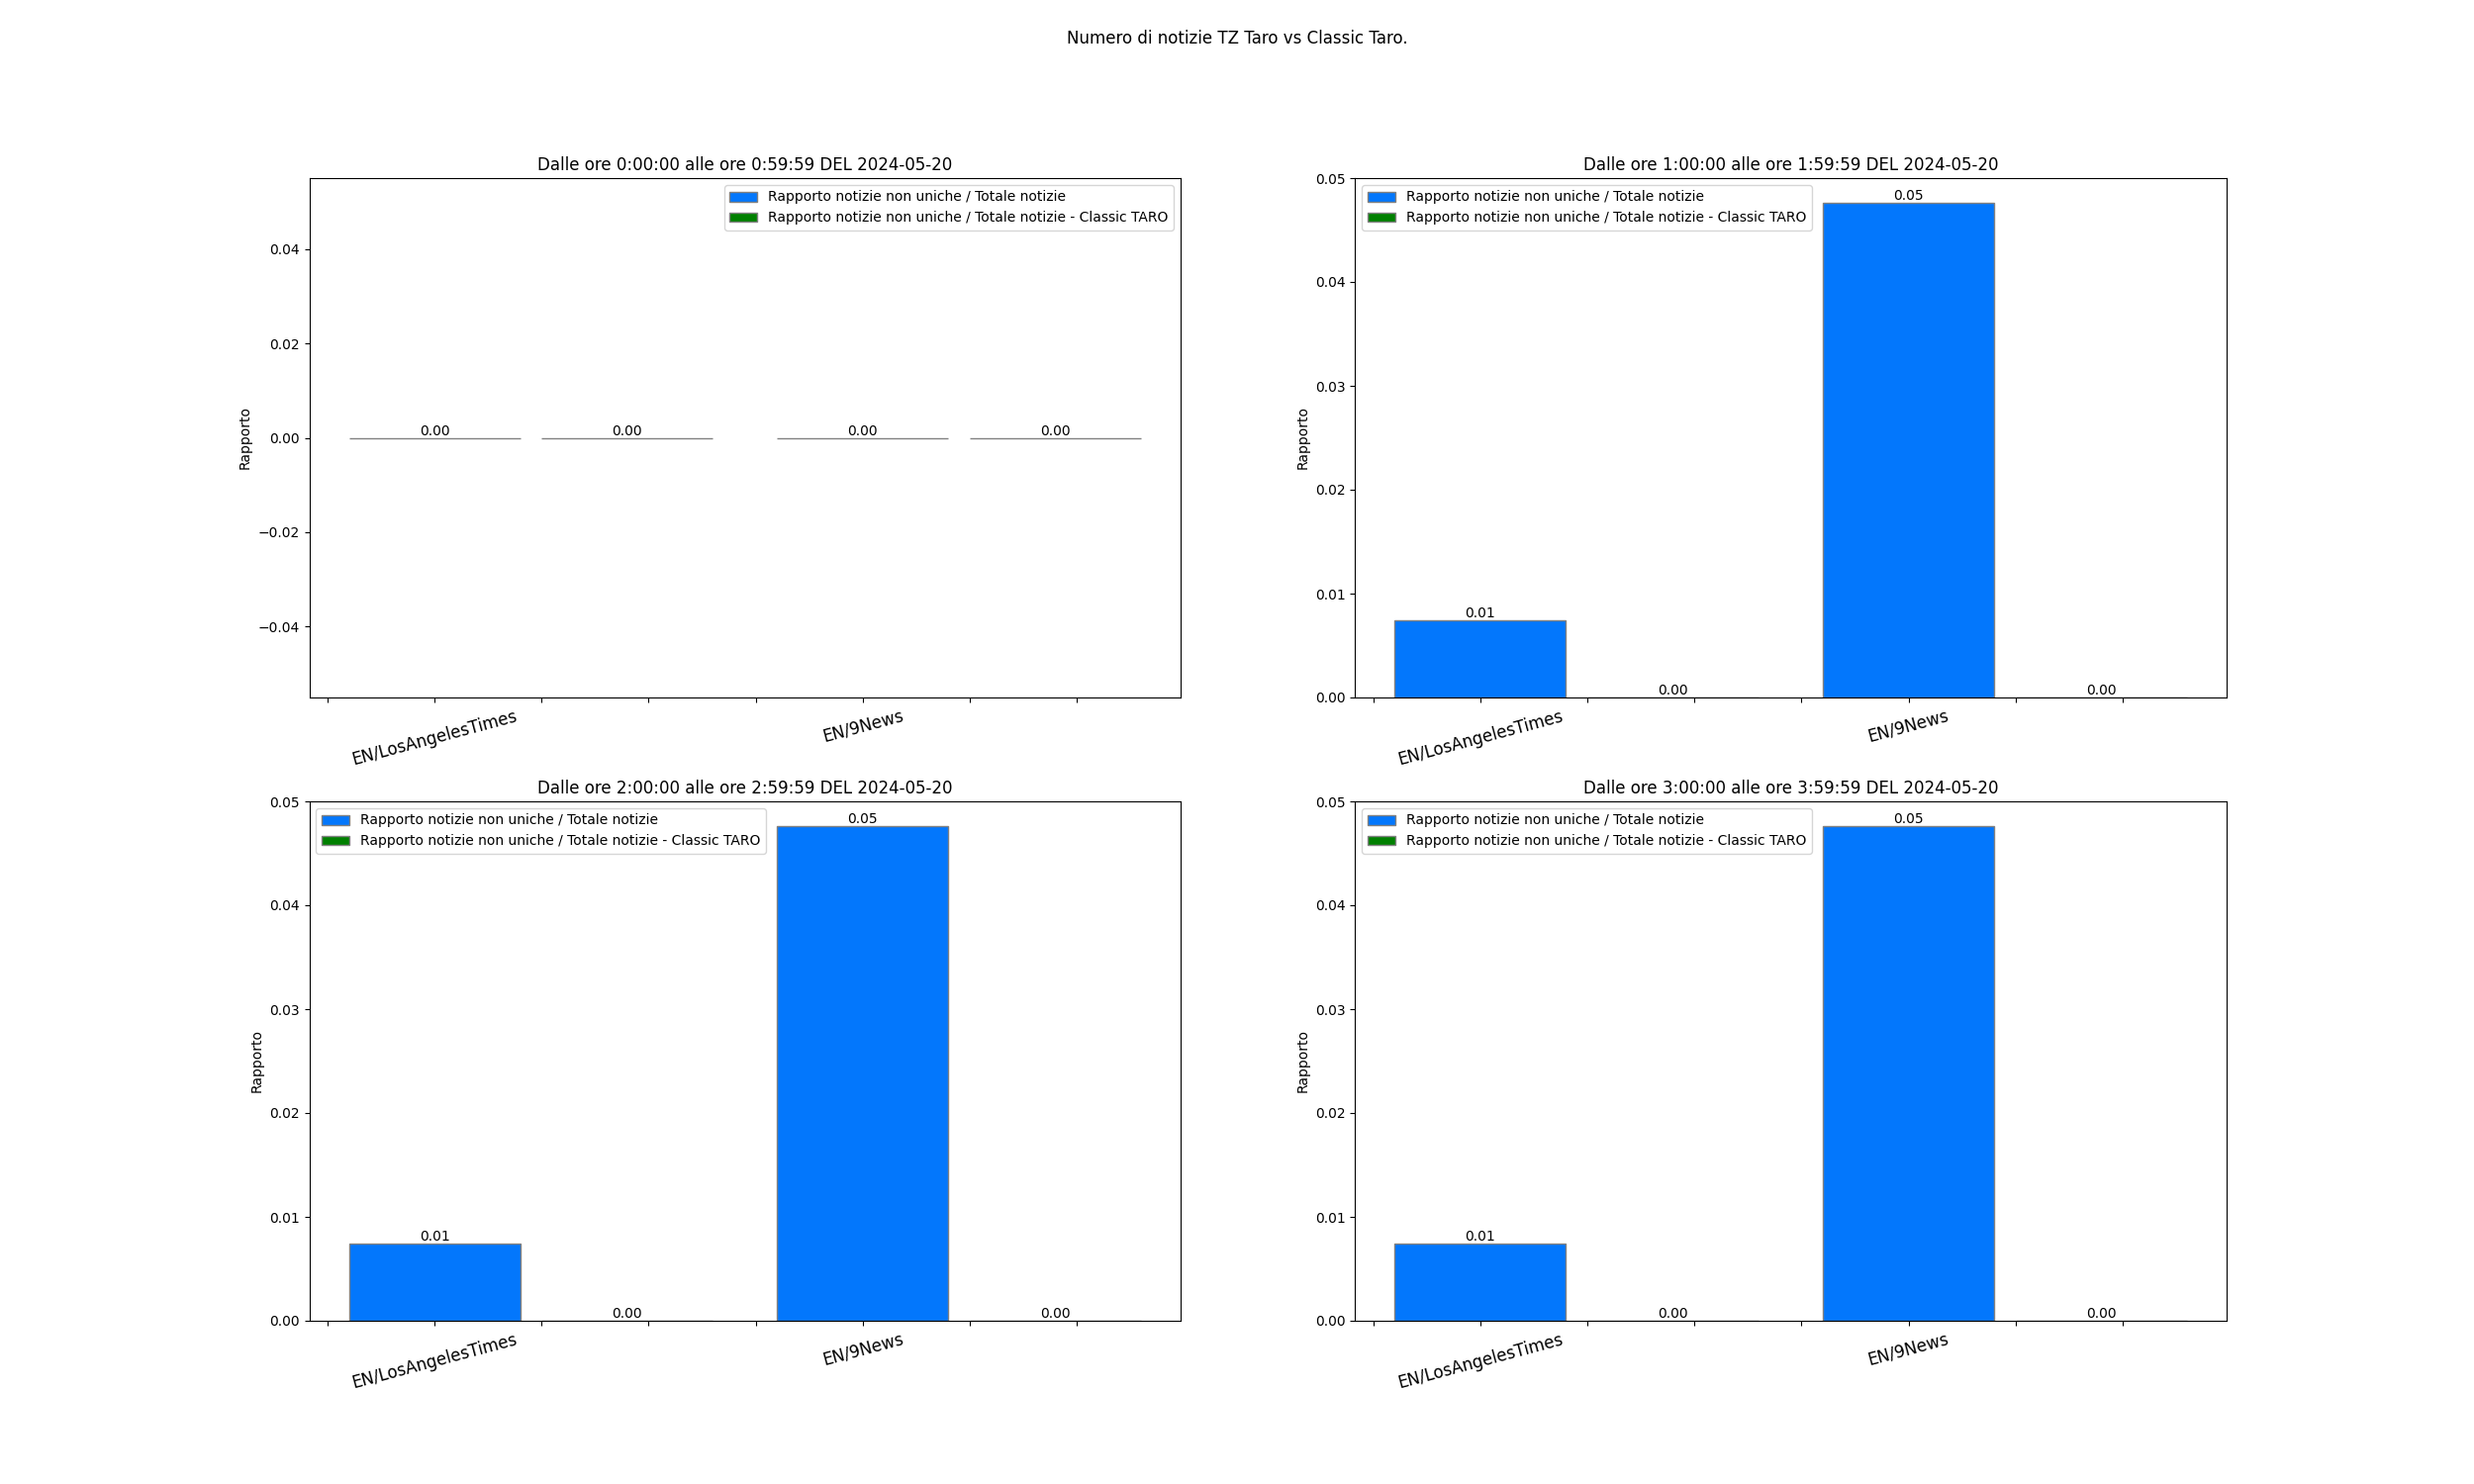 Numero di notizie TZ Taro vs Classic Taro.
Dalle ore 0:00:00 alle ore 0:59:59 DEL 2024-05-20
Rapporto notizie non uniche / Totale notizie
Rapporto notizie non uniche / Totale notizie - Classic TARO
Rapporto
0.04
0.02
0.00
−0.02
−0.04
0.00
0.00
0.00
0.00
EN/LosAngelesTimes
EN/9News
Dalle ore 1:00:00 alle ore 1:59:59 DEL 2024-05-20
Rapporto notizie non uniche / Totale notizie
Rapporto notizie non uniche / Totale notizie - Classic TARO
Rapporto
0.05
0.04
0.03
0.02
0.01
0.00
0.01
0.00
0.05
0.00
EN/LosAngelesTimes
EN/9News
Dalle ore 2:00:00 alle ore 2:59:59 DEL 2024-05-20
Rapporto notizie non uniche / Totale notizie
Rapporto notizie non uniche / Totale notizie - Classic TARO
Rapporto
0.05
0.04
0.03
0.02
0.01
0.00
0.01
0.00
0.05
0.00
EN/LosAngelesTimes
EN/9News
Dalle ore 3:00:00 alle ore 3:59:59 DEL 2024-05-20
Rapporto notizie non uniche / Totale notizie
Rapporto notizie non uniche / Totale notizie - Classic TARO
Rapporto
0.05
0.04
0.03
0.02
0.01
0.00
0.01
0.00
0.05
0.00
EN/LosAngelesTimes
EN/9News